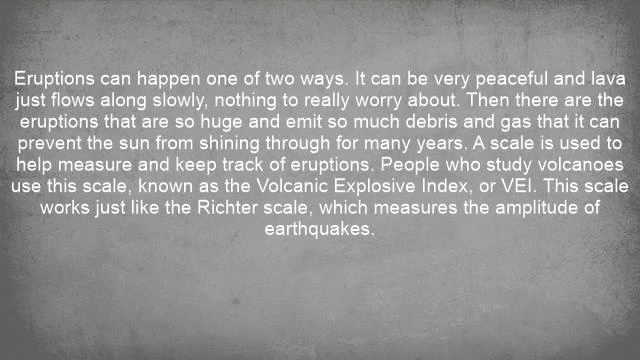 Eruptions can happen one of two ways. It can be very peaceful and lava
just flows along slowly, nothing to really worry about. Then there are the
eruptions that are so huge and emit so much debris and gas that it can
prevent the sun from shining through for many years. A scale is used to
help measure and keep track of eruptions. People who study volcanoes
use this scale, known as the Volcanic Explosive Index, or VEI. This scale
works just like the Richter scale, which measures the amplitude of
earthquakes.